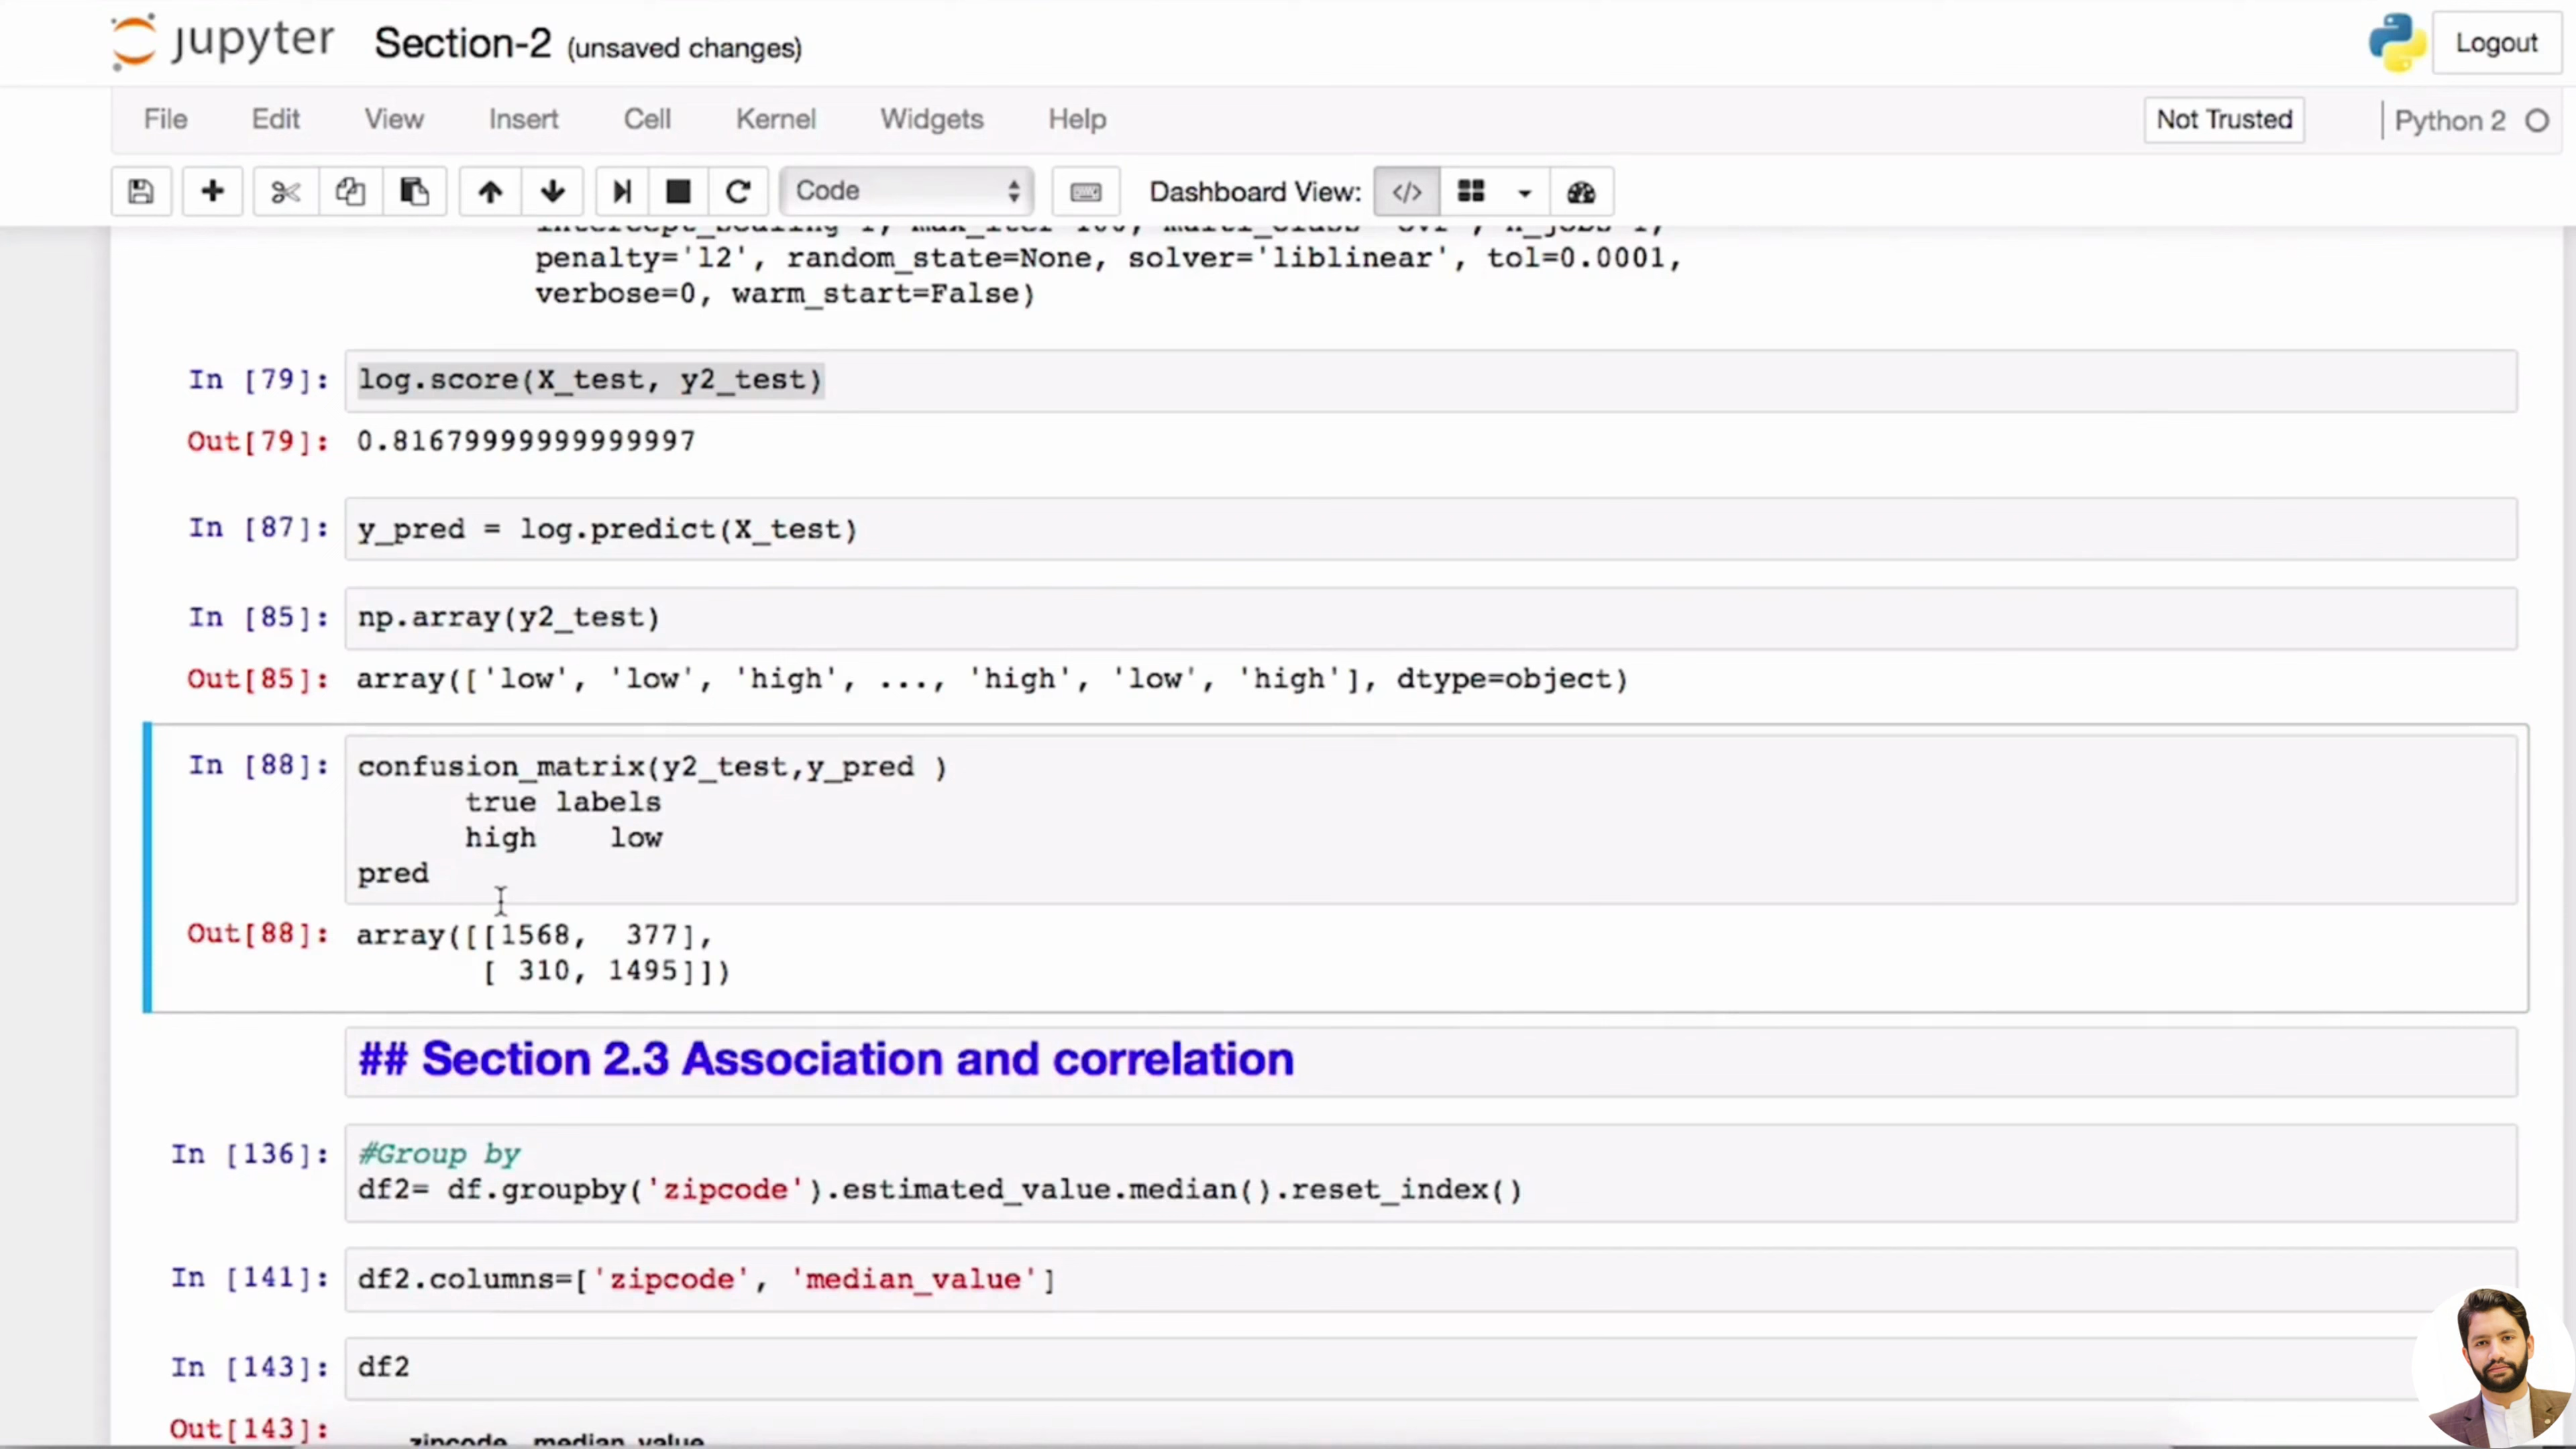 jupyter Section-2 (unsaved changes) Logout
File Edit View Insert Cell Kernel Widgets Help Not Trusted Python 2
Code Dashboard View:
penalty='l2', random_state=None, solver='liblinear', tol=0.0001,
verbose=0, warm_start=False)
In [79]: log.score(X_test, y2_test)
Out[79]: 0.81679999999999997
In [87]: y_pred = log.predict(X_test)
In [85]: np.array(y2_test)
Out[85]: array(['low', 'low', 'high', ..., 'high', 'low', 'high'], dtype=object)
In [88]: confusion_matrix(y2_test,y_pred )
true labels
high low
pred
Out[88]: array([[1568, 377],
[ 310, 1495]])
## Section 2.3 Association and correlation
In [136]: #Group by
df2= df.groupby('zipcode').estimated_value.median().reset_index()
In [141]: df2.columns=['zipcode', 'median_value']
In [143]: df2
Out[143]:
zipcode median_value